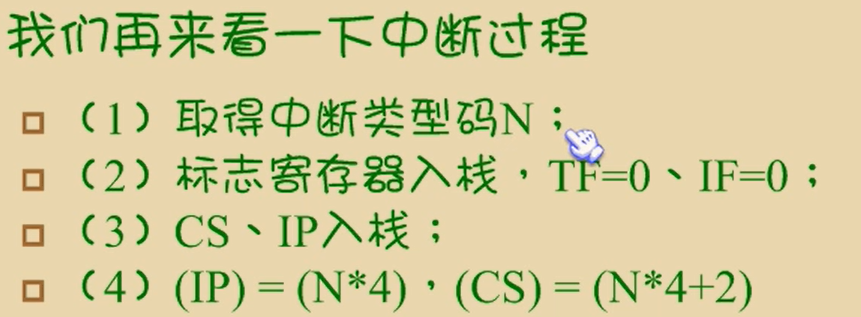 我们再来看一下中断过程
（1）取得中断类型码N；
（2）标志寄存器入栈，TF=0、IF=0；
（3）CS、IP入栈；
（4）(IP) = (N*4)，(CS) = (N*4+2)